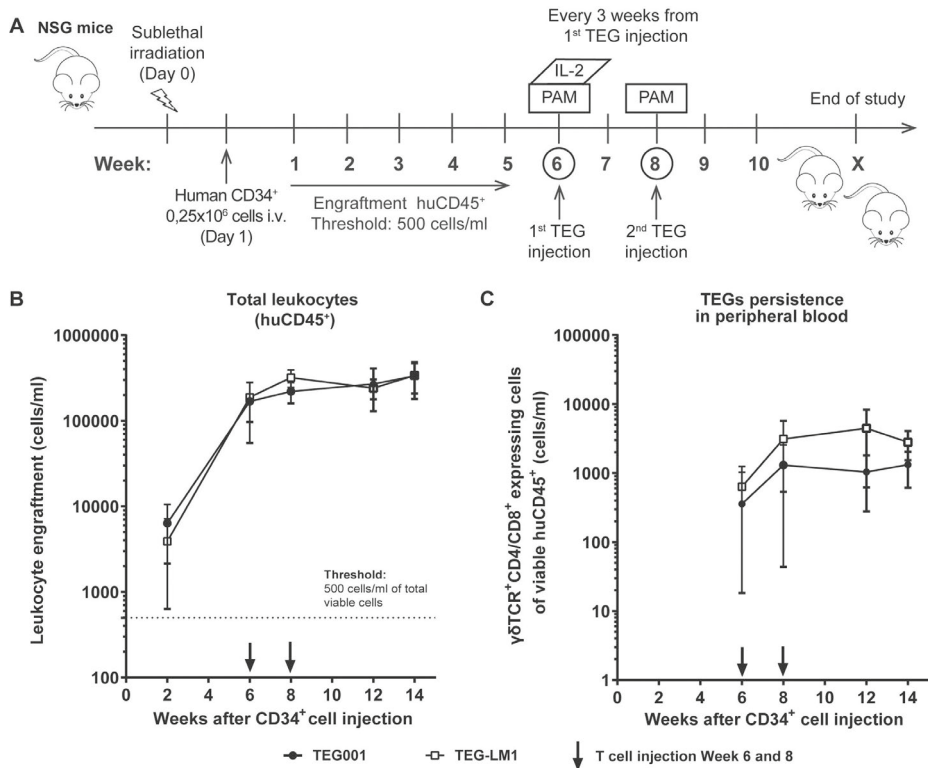 A
NSG mice
Sublethal
irradiation
(Day 0)
Every 3 weeks from
1st TEG injection
IL-2
PAM
PAM
End of study
Week:
1 2 3 4 5 6 7 8 9 10 X
Human CD34+
0,25x10⁶ cells i.v.
(Day 1)
Engraftment huCD45+
Threshold: 500 cells/ml
1st TEG
injection
2nd TEG
injection
B
Total leukocytes
(huCD45+)
Leukocyte engraftment (cells/ml)
1000000
100000
10000
1000
100
Threshold:
500 cells/ml of total
viable cells
0 2 4 6 8 10 12 14
Weeks after CD34+ cell injection
C
TEGs persistence
in peripheral blood
γδTCR+CD4/CD8+ expressing cells
of viable huCD45+ (cells/ml)
100000
10000
1000
100
10
1
0 2 4 6 8 10 12 14
Weeks after CD34+ cell injection
TEG001
TEG-LM1
T cell injection Week 6 and 8